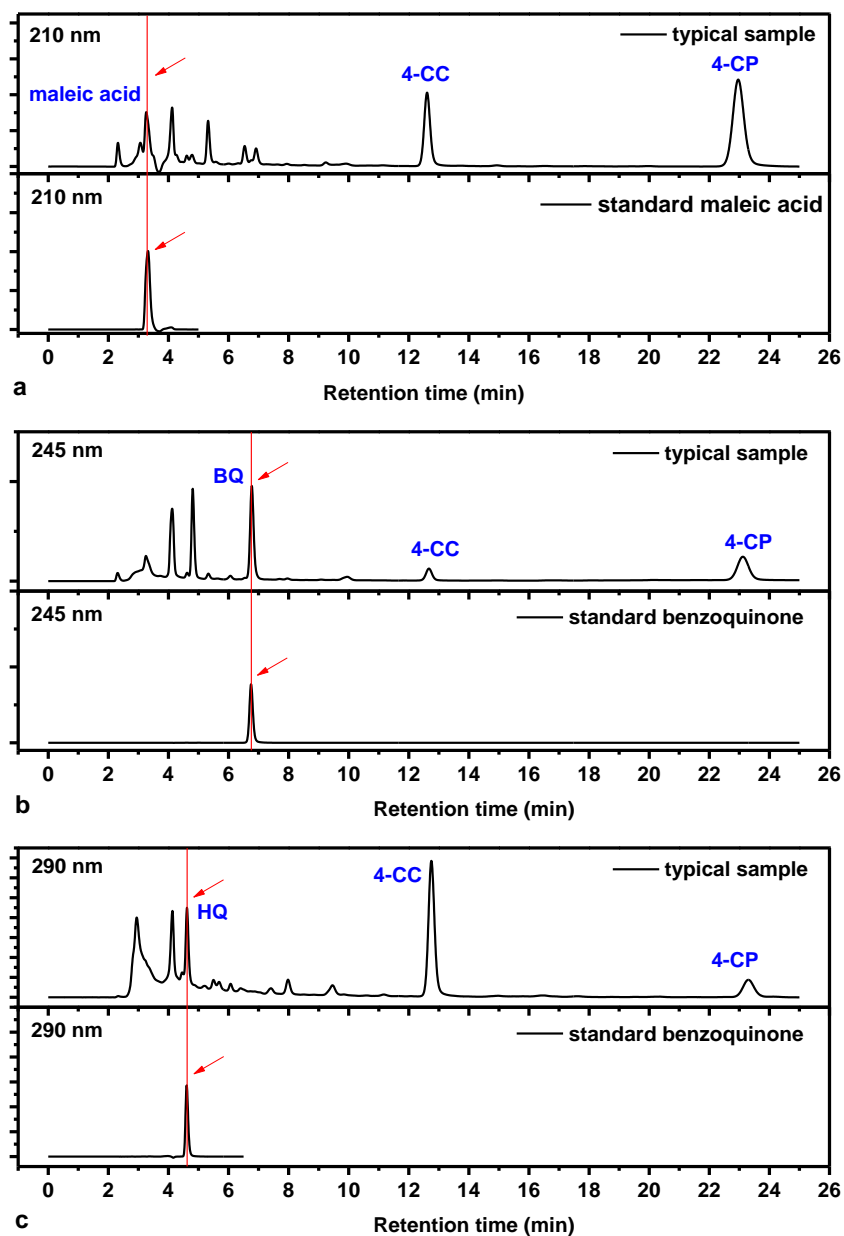 210 nm
typical sample
4-CP
4-CC
maleic acid
210 nm
standard maleic acid
0 2 4 6 8 10 12 14 16 18 20 22 24 26
a
Retention time (min)
245 nm
typical sample
BQ
4-CC
4-CP
245 nm
standard benzoquinone
0 2 4 6 8 10 12 14 16 18 20 22 24 26
b
Retention time (min)
290 nm
4-CC
typical sample
HQ
4-CP
290 nm
standard benzoquinone
0 2 4 6 8 10 12 14 16 18 20 22 24 26
c
Retention time (min)